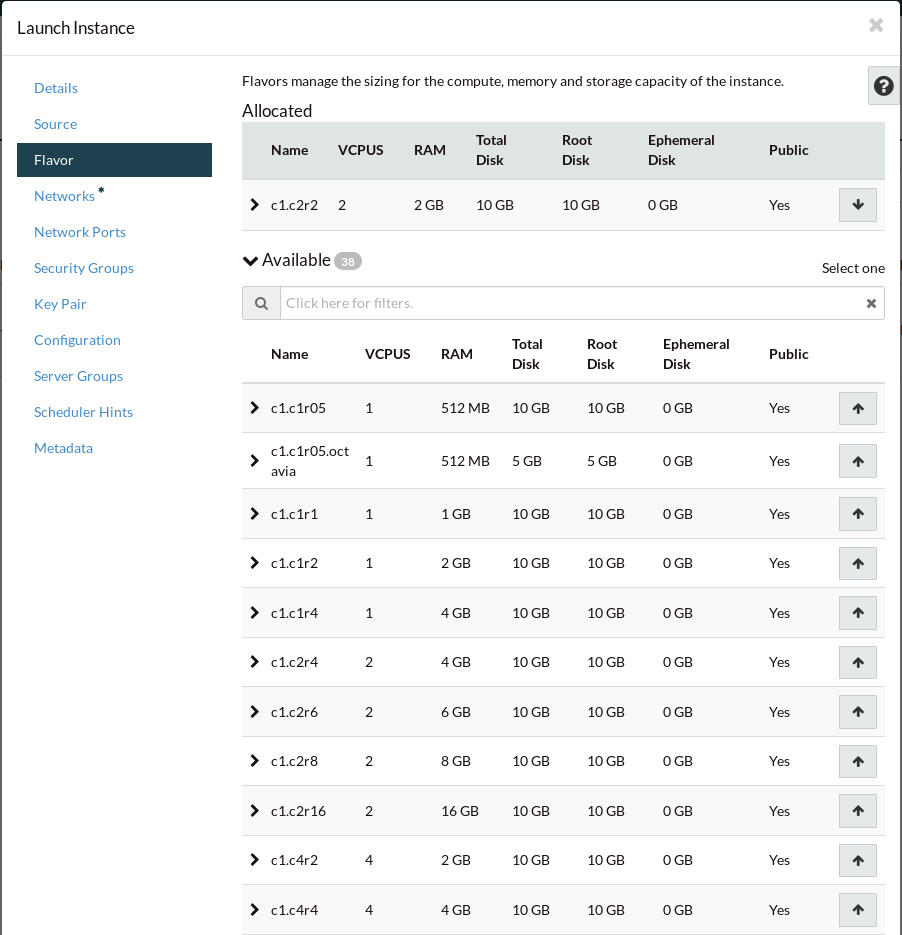 Launch Instance
Details
Source
Flavor
Networks *
Network Ports
Security Groups
Key Pair
Configuration
Server Groups
Scheduler Hints
Metadata
Flavors manage the sizing for the compute, memory and storage capacity of the instance.
Allocated
Name VCPUS RAM Total Disk Root Disk Ephemeral Disk Public
c1.c2r2 2 2 GB 10 GB 10 GB 0 GB Yes
Available 38
Select one
Click here for filters.
Name VCPUS RAM Total Disk Root Disk Ephemeral Disk Public
c1.c1r05 1 512 MB 10 GB 10 GB 0 GB Yes
c1.c1r05.octavia 1 512 MB 5 GB 5 GB 0 GB Yes
c1.c1r1 1 1 GB 10 GB 10 GB 0 GB Yes
c1.c1r2 1 2 GB 10 GB 10 GB 0 GB Yes
c1.c1r4 1 4 GB 10 GB 10 GB 0 GB Yes
c1.c2r4 2 4 GB 10 GB 10 GB 0 GB Yes
c1.c2r6 2 6 GB 10 GB 10 GB 0 GB Yes
c1.c2r8 2 8 GB 10 GB 10 GB 0 GB Yes
c1.c2r16 2 16 GB 10 GB 10 GB 0 GB Yes
c1.c4r2 4 2 GB 10 GB 10 GB 0 GB Yes
c1.c4r4 4 4 GB 10 GB 10 GB 0 GB Yes